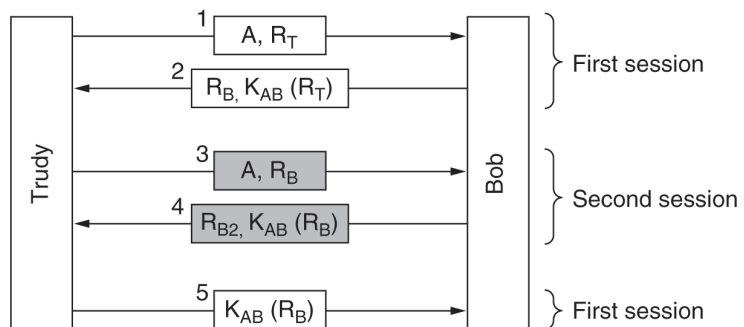 Trudy
Bob
1
A, R_T
2
R_B, K_AB (R_T)
First session
3
A, R_B
4
R_B2, K_AB (R_B)
Second session
5
K_AB (R_B)
First session